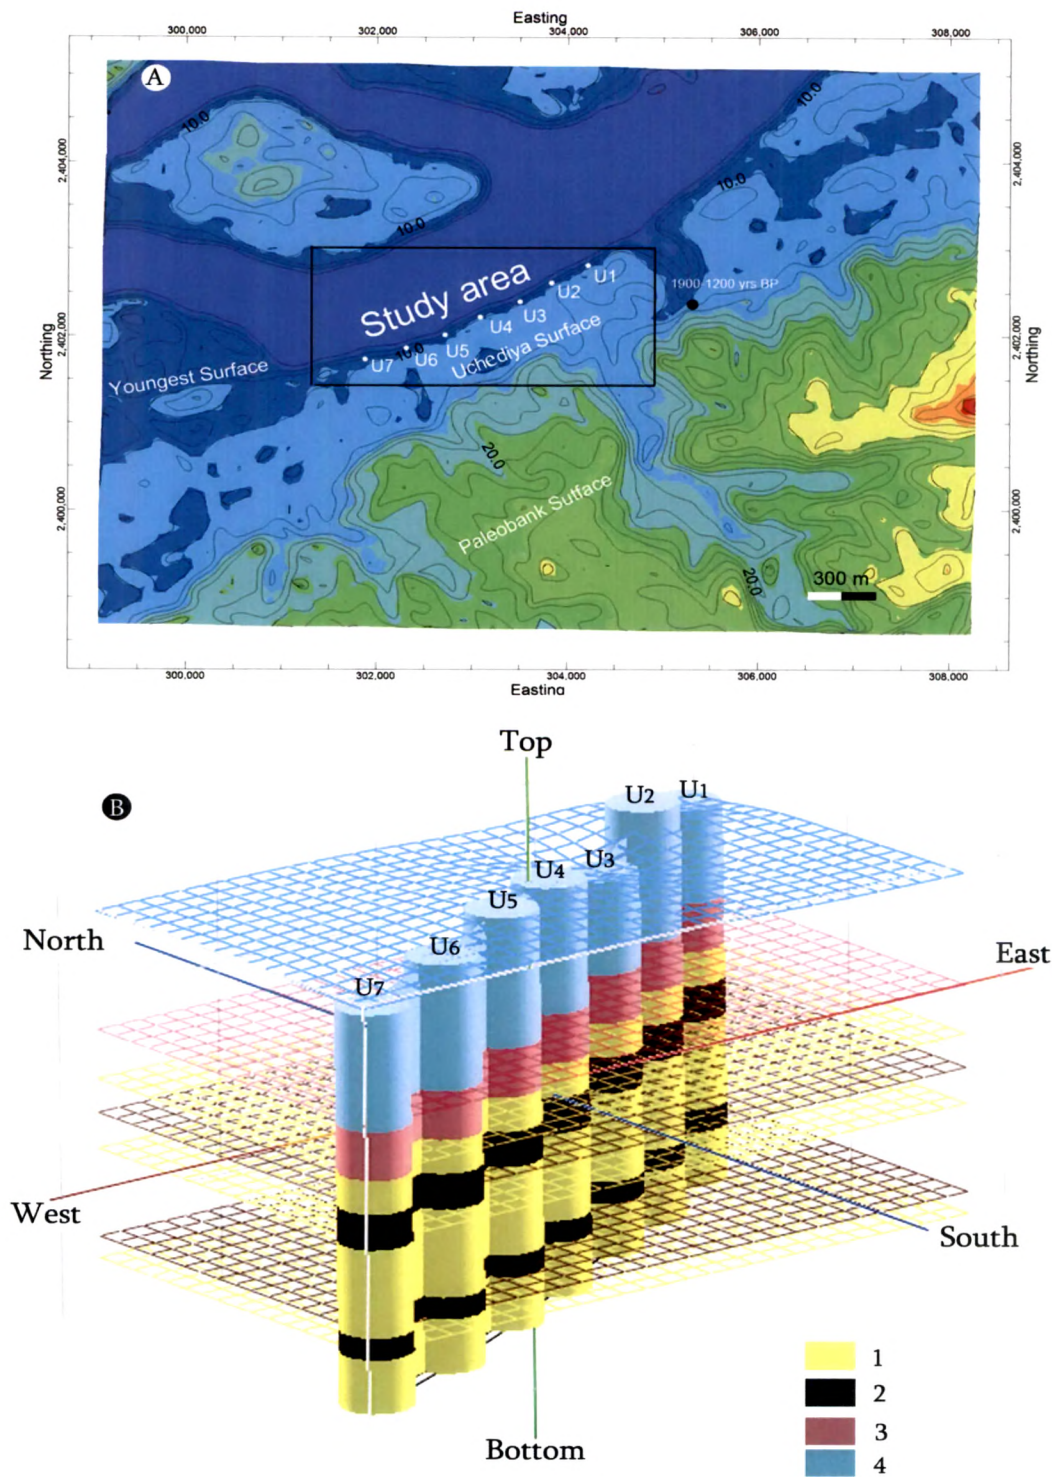 Easting
300,000 302,000 304,000 306,000 308,000
A
10.0
10.0
2,404,000
2,404,000
10.0
10.0
Study area
1900-1200 yrs BP
U1
U2
U3
U4
U5
U6
U7
10.0
Uchediya Surface
Northing
2,402,000
2,402,000
Northing
Youngest Surface
20.0
Paleobank Sutface
2,400,000
2,400,000
20.0
300 m
300,000 302,000 304,000 306,000 308,000
Easting
Top
B
U2 U1
U3
U4
U5
U6
U7
North
East
West
South
Bottom
1
2
3
4